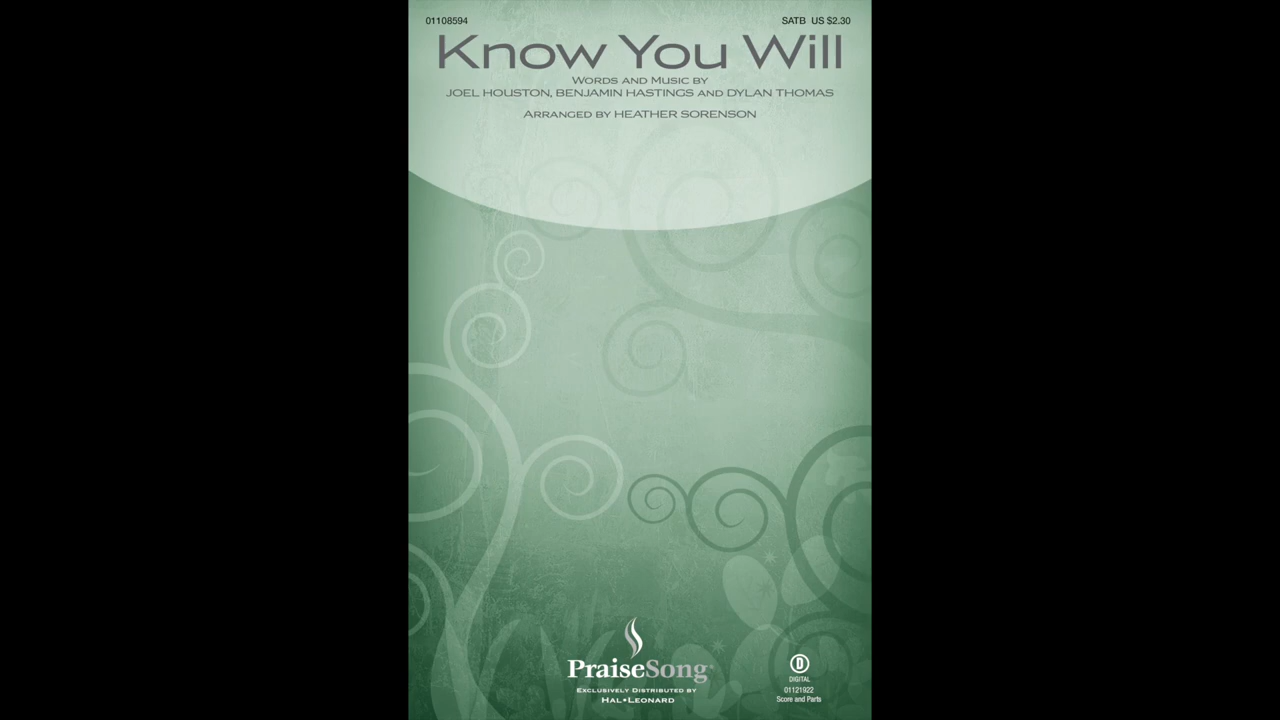 01108594
SATB US $2.30
Know You Will
WORDS AND MUSIC BY
JOEL HOUSTON, BENJAMIN HASTINGS AND DYLAN THOMAS
ARRANGED BY HEATHER SORENSON
PraiseSong®
EXCLUSIVELY DISTRIBUTED BY
HAL•LEONARD
D
DIGITAL
01121922
Score and Parts